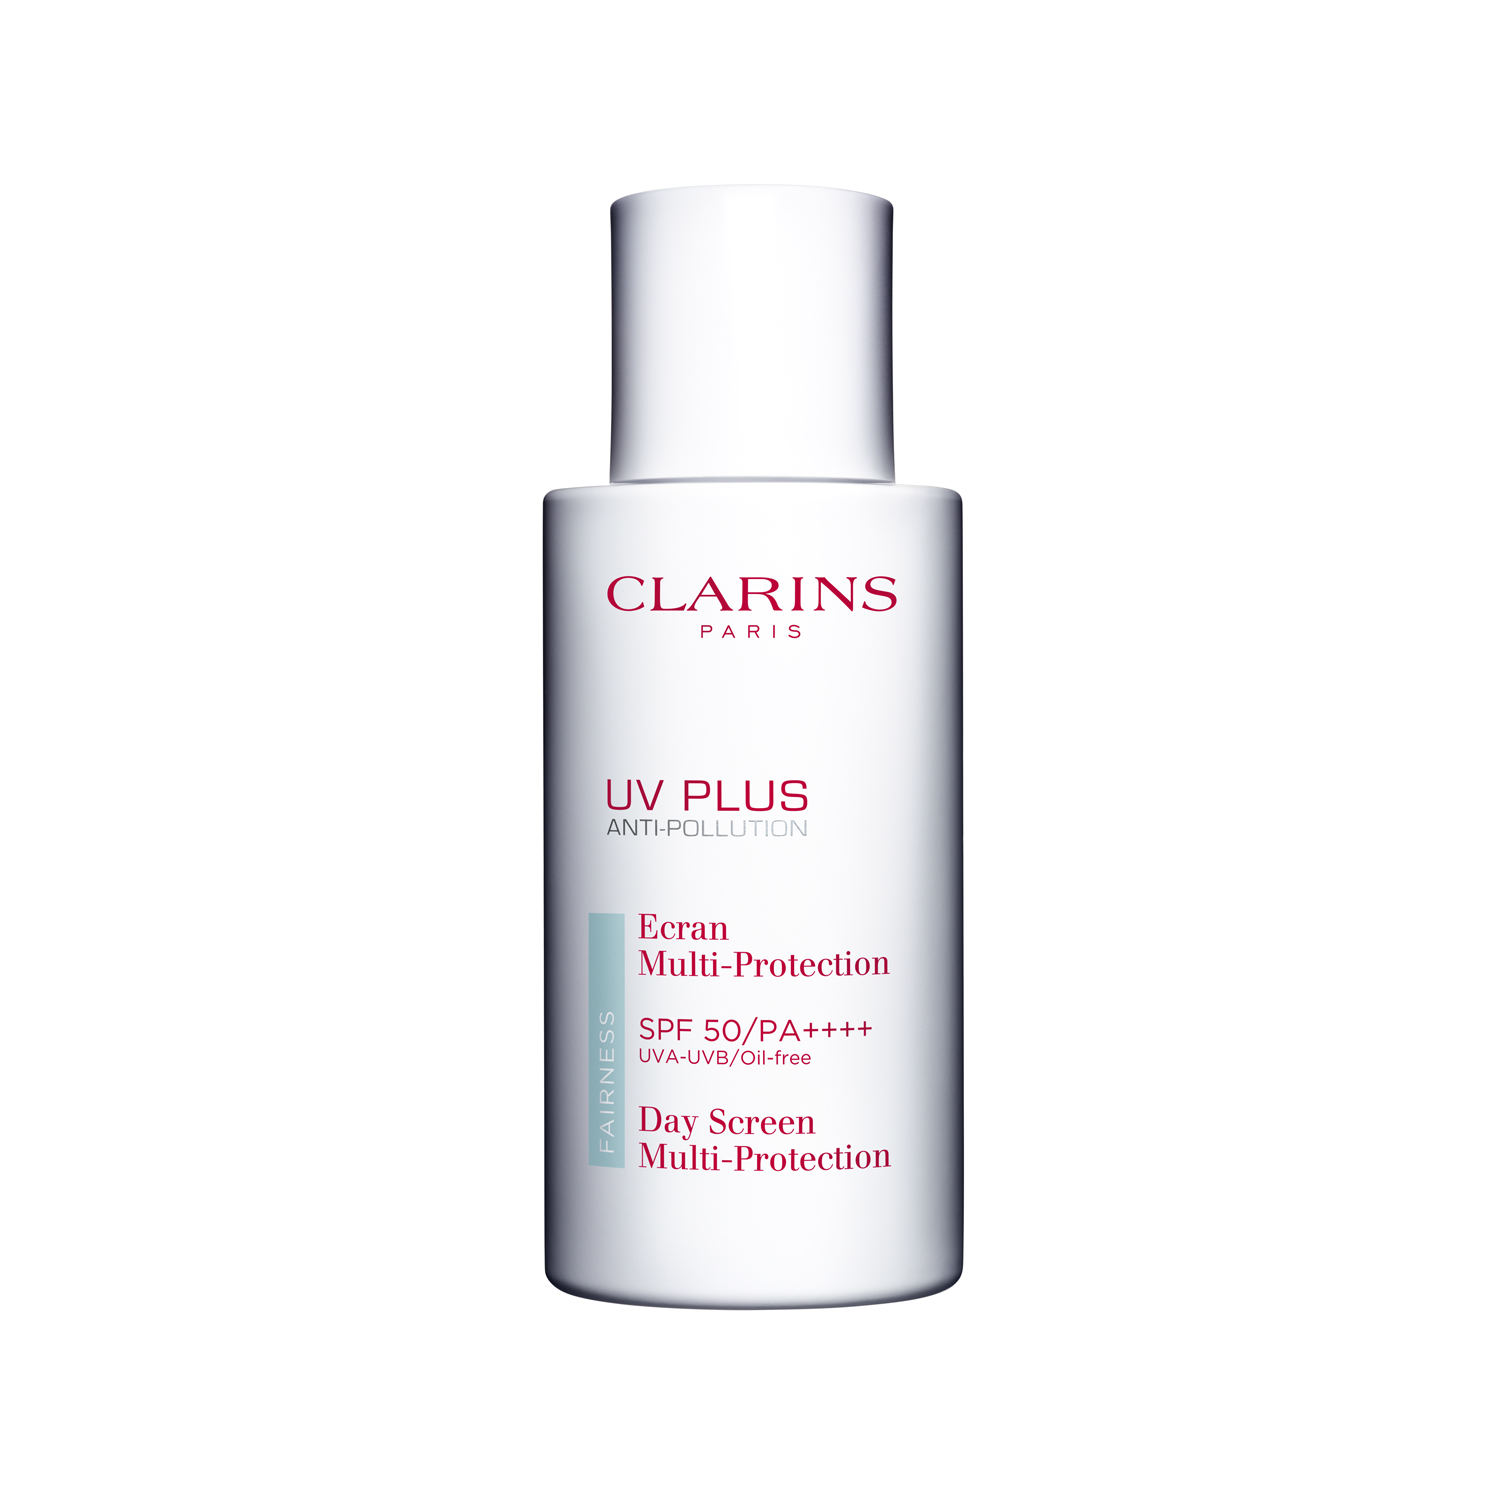 CLARINS
PARIS
UV PLUS
ANTI-POLLUTION
FAIRNESS
Ecran
Multi-Protection
SPF 50/PA++++
UVA-UVB/Oil-free
Day Screen
Multi-Protection